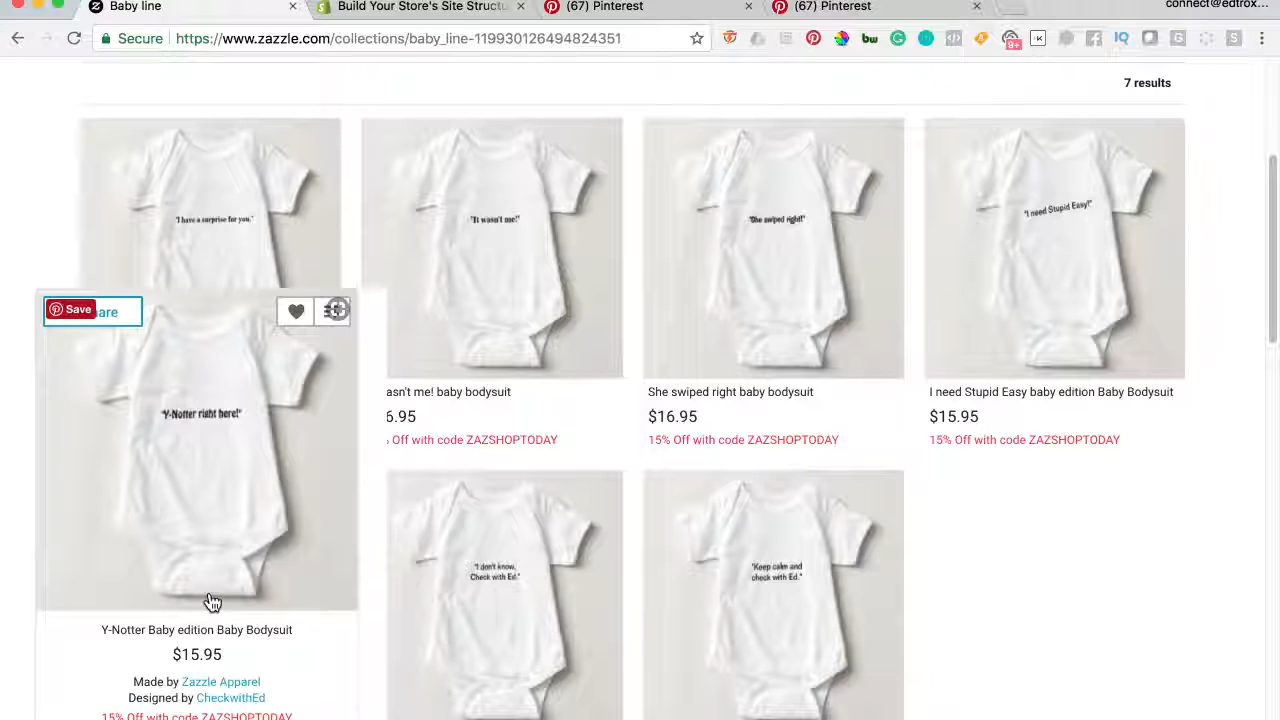 Baby line
Build Your Store's Site Structu
(67) Pinterest
(67) Pinterest
connect@edtrox...
Secure
https://www.zazzle.com/collections/baby_line-119930126494824351
bw
9+
7 results
"I have a surprise for you."
"It wasn't me!"
"She swiped right!"
"I need Stupid Easy!"
Save
are
"Y-Notter right here!"
asn't me! baby bodysuit
She swiped right baby bodysuit
I need Stupid Easy baby edition Baby Bodysuit
6.95
$16.95
$15.95
Off with code ZAZSHOPTODAY
15% Off with code ZAZSHOPTODAY
15% Off with code ZAZSHOPTODAY
"I don't know.
Check with Ed."
"Keep calm and
check with Ed."
Y-Notter Baby edition Baby Bodysuit
$15.95
Made by Zazzle Apparel
Designed by CheckwithEd
15% Off with code ZAZSHOPTODAY